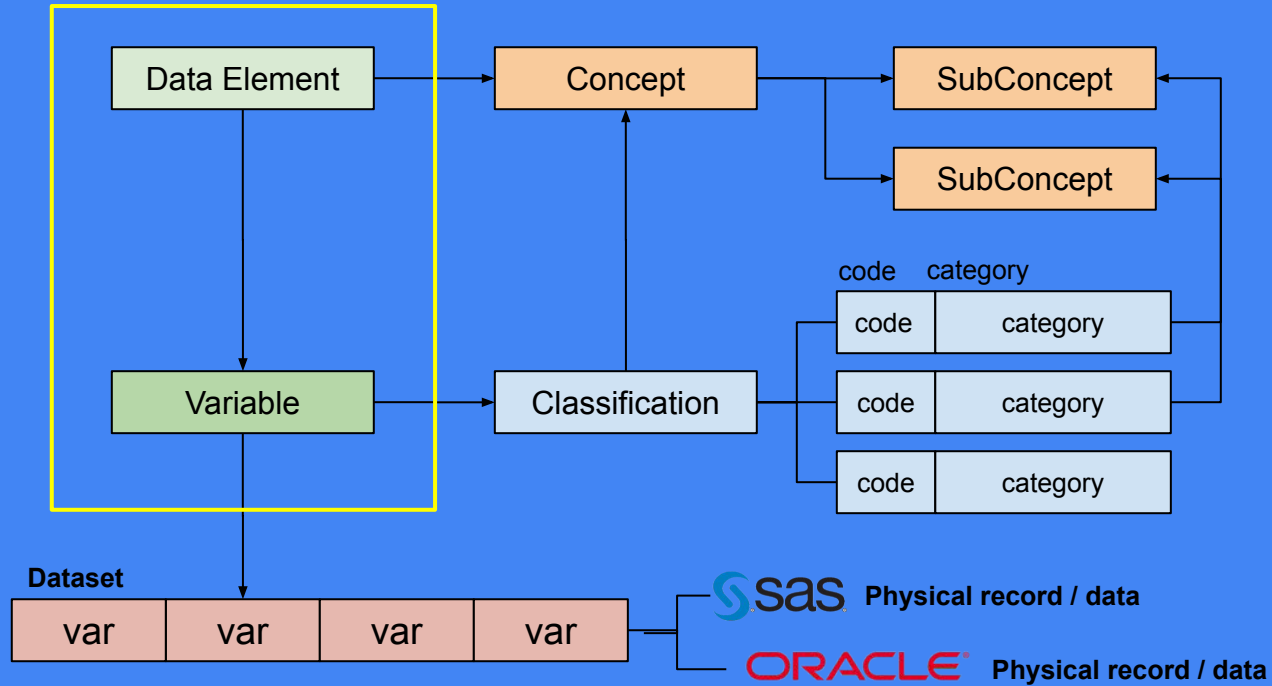 Data Element
Concept
SubConcept
SubConcept
code category
code category
Variable
Classification
code category
code category
Dataset
var var var var
sas Physical record / data
ORACLE Physical record / data